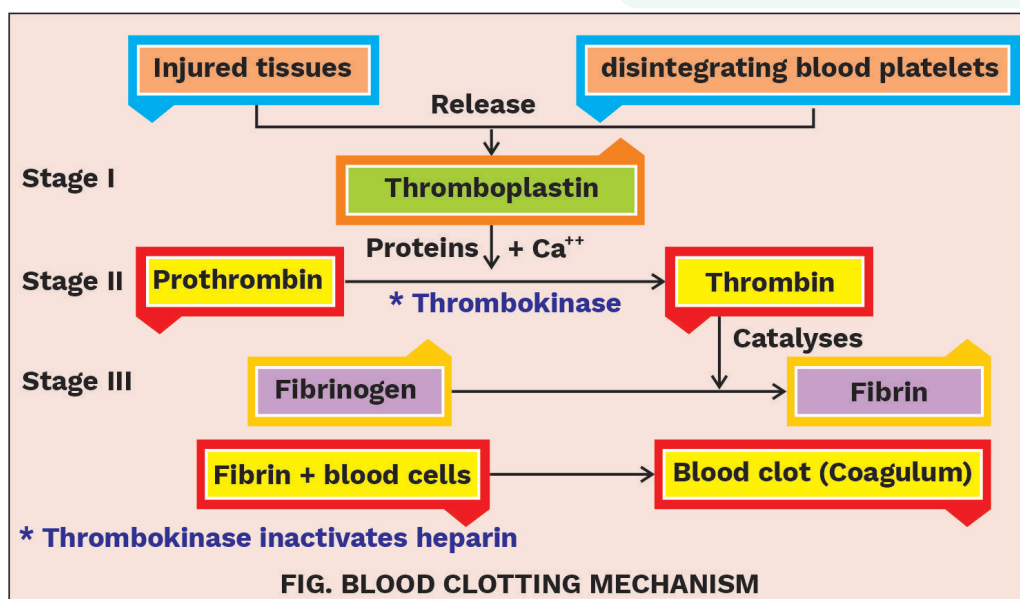 Injured tissues
disintegrating blood platelets
Release
Stage I
Thromboplastin
Proteins + Ca⁺⁺
Stage II
Prothrombin
* Thrombokinase
Thrombin
Catalyses
Stage III
Fibrinogen
Fibrin
Fibrin + blood cells
Blood clot (Coagulum)
* Thrombokinase inactivates heparin
FIG. BLOOD CLOTTING MECHANISM